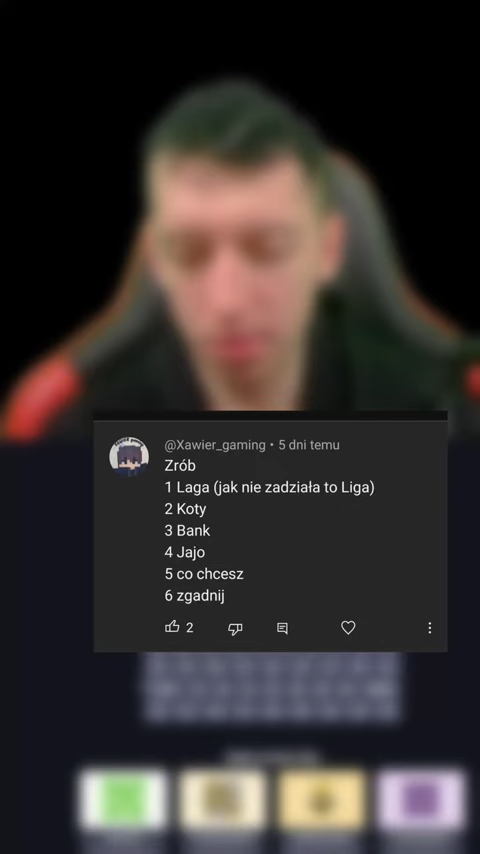 @Xawier_gaming • 5 dni temu
Zrób
1 Laga (jak nie zadziała to Liga)
2 Koty
3 Bank
4 Jajo
5 co chcesz
6 zgadnij
2